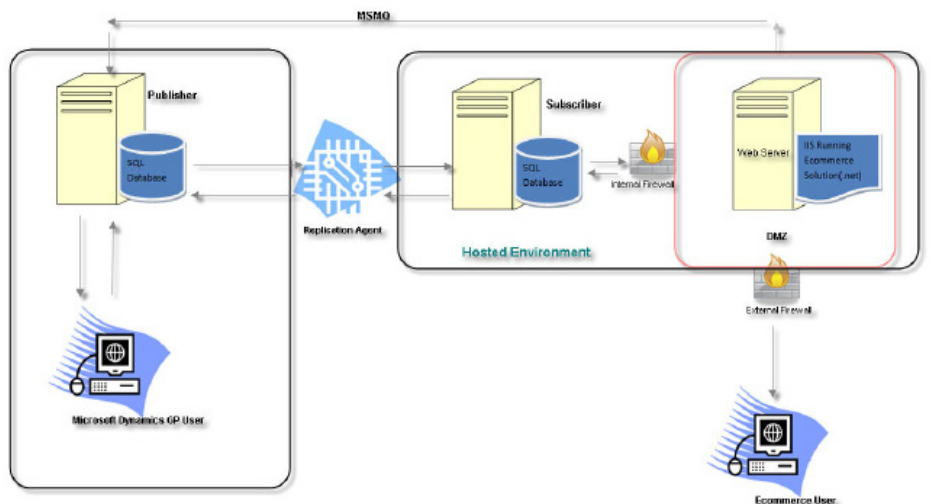 MSMQ
Publisher
SQL
Database
Replication Agent
Subscriber
SQL
Database
Internal Firewall
Web Server
IIS Running
Ecommerce
Solution(.net)
DMZ
Hosted Environment
External Firewall
Microsoft Dynamics GP User
Ecommerce User